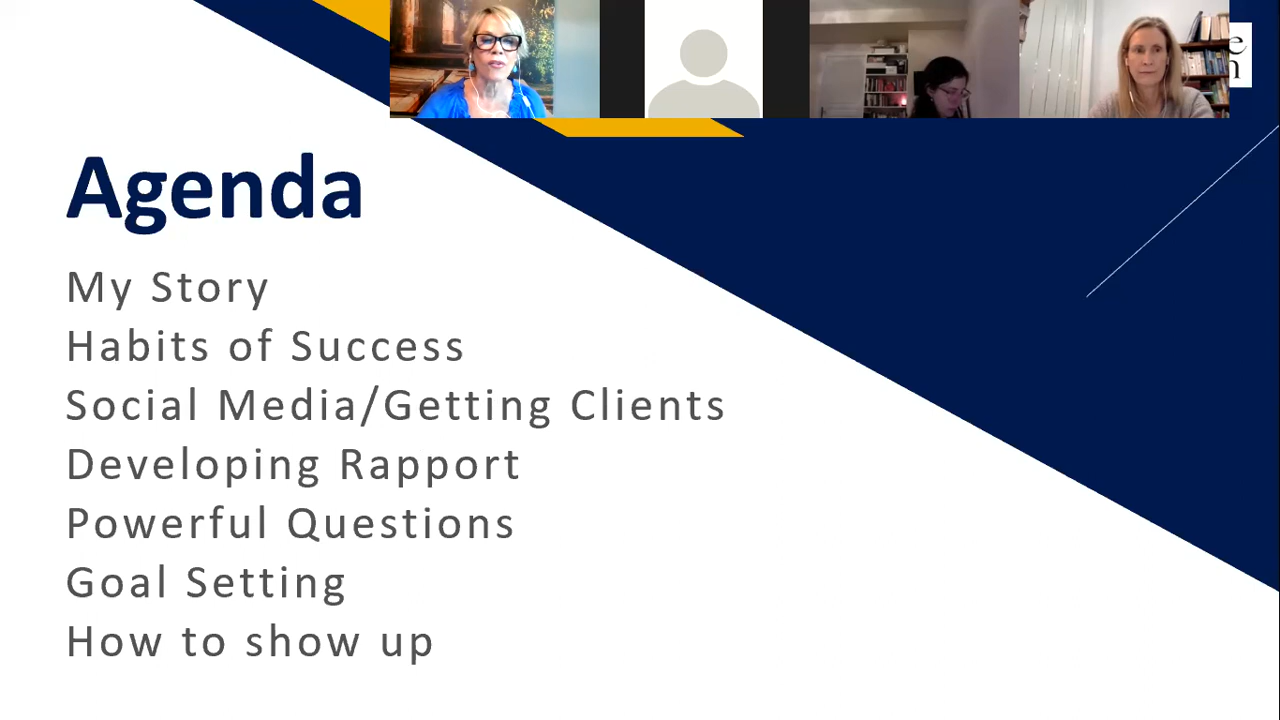 Agenda
My Story
Habits of Success
Social Media/Getting Clients
Developing Rapport
Powerful Questions
Goal Setting
How to show up